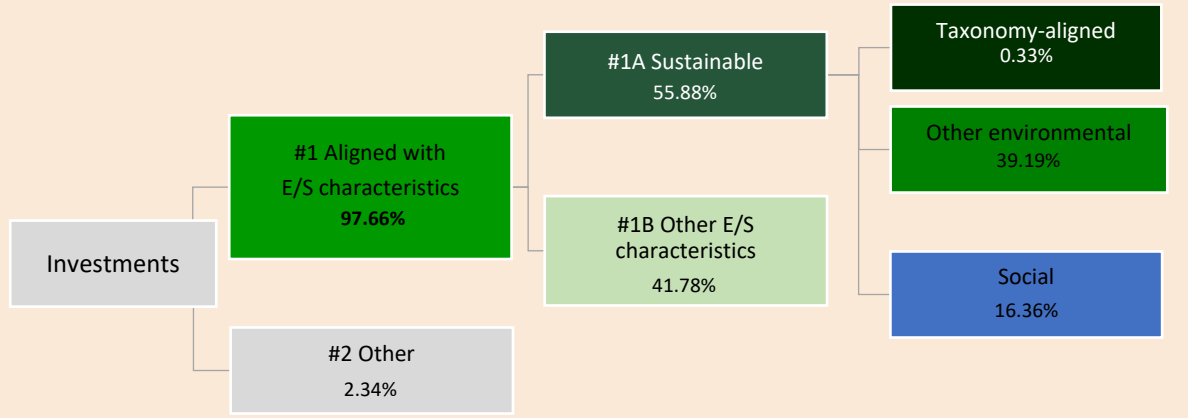 Investments
#1 Aligned with
E/S characteristics
97.66%
#2 Other
2.34%
#1A Sustainable
55.88%
#1B Other E/S
characteristics
41.78%
Taxonomy-aligned
0.33%
Other environmental
39.19%
Social
16.36%